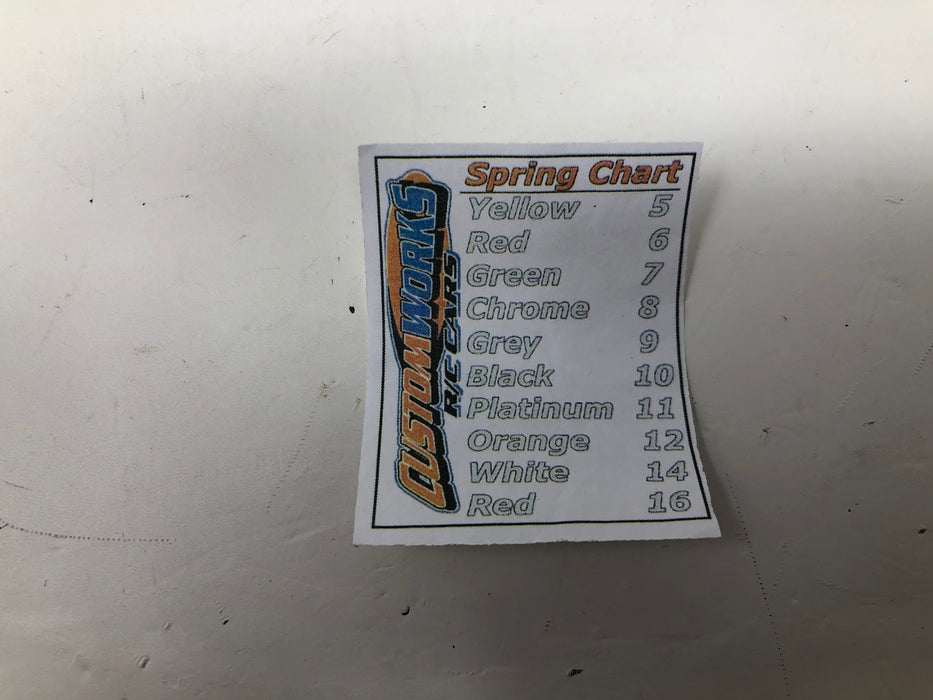 CUSTOMWORKS
R/C CARS
Spring Chart
Yellow 5
Red 6
Green 7
Chrome 8
Grey 9
Black 10
Platinum 11
Orange 12
White 14
Red 16